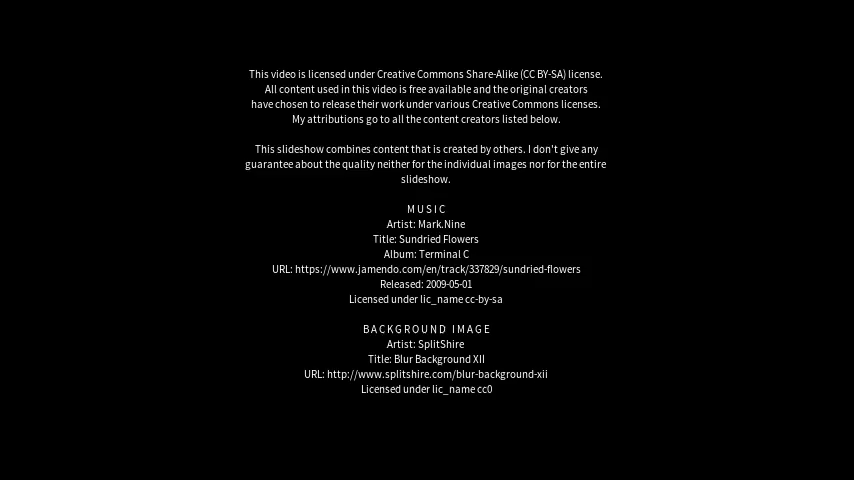 This video is licensed under Creative Commons Share-Alike (CC BY-SA) license.
All content used in this video is free available and the original creators
have chosen to release their work under various Creative Commons licenses.
My attributions go to all the content creators listed below.
This slideshow combines content that is created by others. I don't give any
guarantee about the quality neither for the individual images nor for the entire
slideshow.
MUSIC
Artist: Mark.Nine
Title: Sundried Flowers
Album: Terminal C
URL: https://www.jamendo.com/en/track/337829/sundried-flowers
Released: 2009-05-01
Licensed under lic_name cc-by-sa
BACKGROUND IMAGE
Artist: SplitShire
Title: Blur Background XII
URL: http://www.splitshire.com/blur-background-xii
Licensed under lic_name cc0